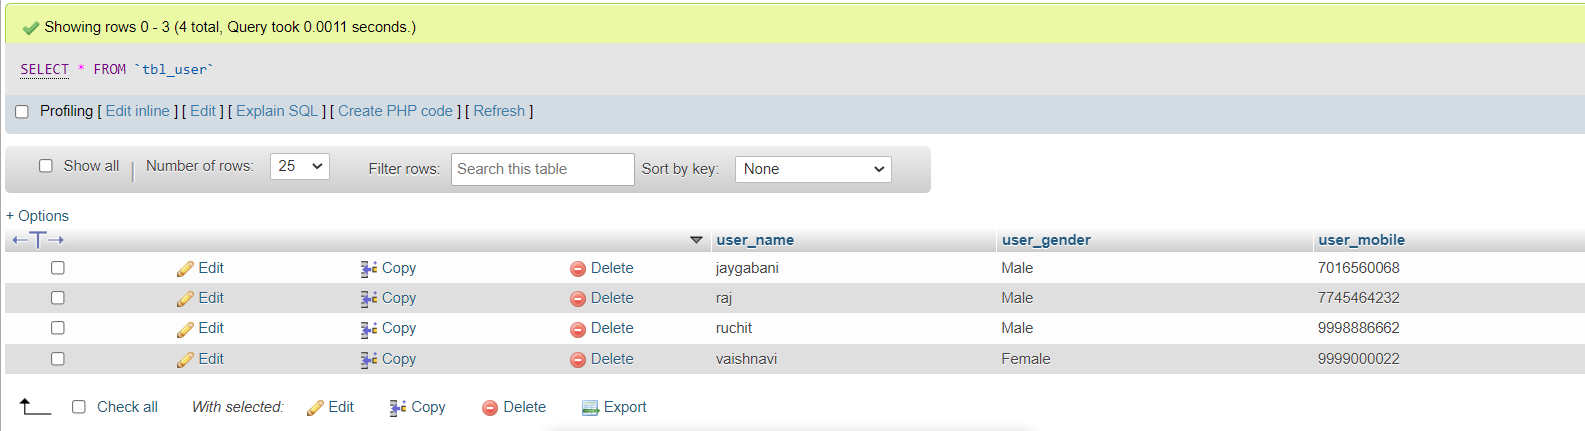 Showing rows 0 - 3 (4 total, Query took 0.0011 seconds.)
SELECT * FROM `tbl_user`
Profiling [ Edit inline ] [ Edit ] [ Explain SQL ] [ Create PHP code ] [ Refresh ]
Show all | Number of rows: 25 Filter rows: Search this table Sort by key: None
+ Options
←T→ user_name user_gender user_mobile
Edit Copy Delete jaygabani Male 7016560068
Edit Copy Delete raj Male 7745464232
Edit Copy Delete ruchit Male 9998886662
Edit Copy Delete vaishnavi Female 9999000022
Check all With selected: Edit Copy Delete Export